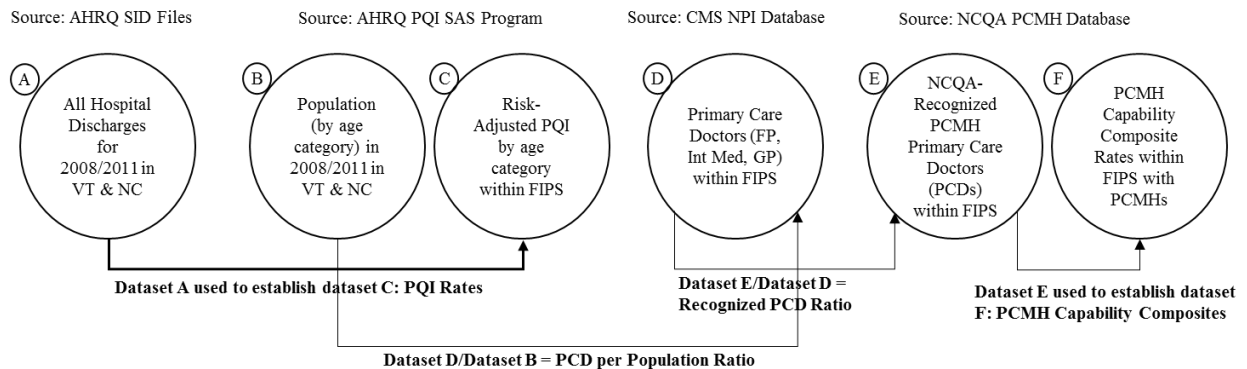 Source: AHRQ SID Files
Source: AHRQ PQI SAS Program
Source: CMS NPI Database
Source: NCQA PCMH Database
A
All Hospital
Discharges
for
2008/2011 in
VT & NC
B
Population
(by age
category) in
2008/2011 in
VT & NC
C
Risk-
Adjusted PQI
by age
category
within FIPS
D
Primary Care
Doctors (FP,
Int Med, GP)
within FIPS
E
NCQA-
Recognized
PCMH
Primary Care
Doctors
(PCDs)
within FIPS
F
PCMH
Capability
Composite
Rates within
FIPS with
PCMHs
Dataset A used to establish dataset C: PQI Rates
Dataset E/Dataset D =
Recognized PCD Ratio
Dataset E used to establish dataset
F: PCMH Capability Composites
Dataset D/Dataset B = PCD per Population Ratio